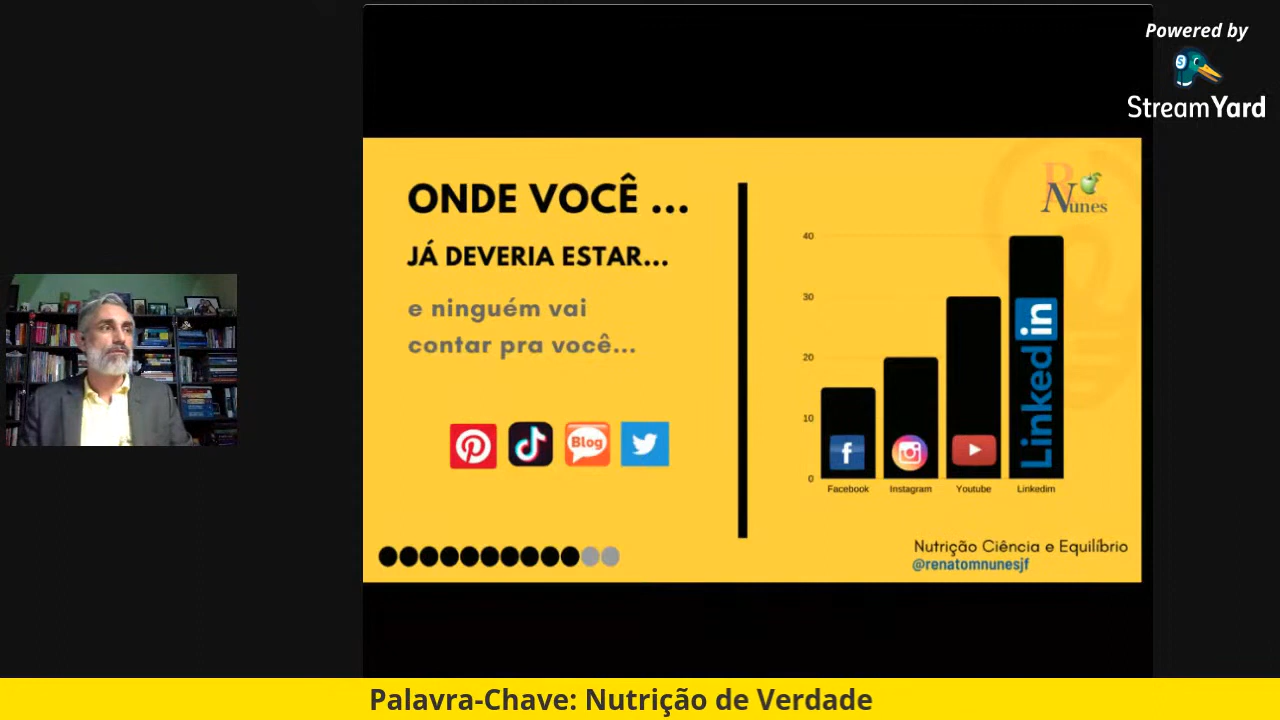 Powered by
S
StreamYard
ONDE VOCÊ ...
JÁ DEVERIA ESTAR...
e ninguém vai
contar pra você...
Blog
R
Nunes
40
30
20
10
0
f
Linkedin
Facebook
Instagram
Youtube
Linkedim
Nutrição Ciência e Equilíbrio
@renatomnunesjf
Palavra-Chave: Nutrição de Verdade